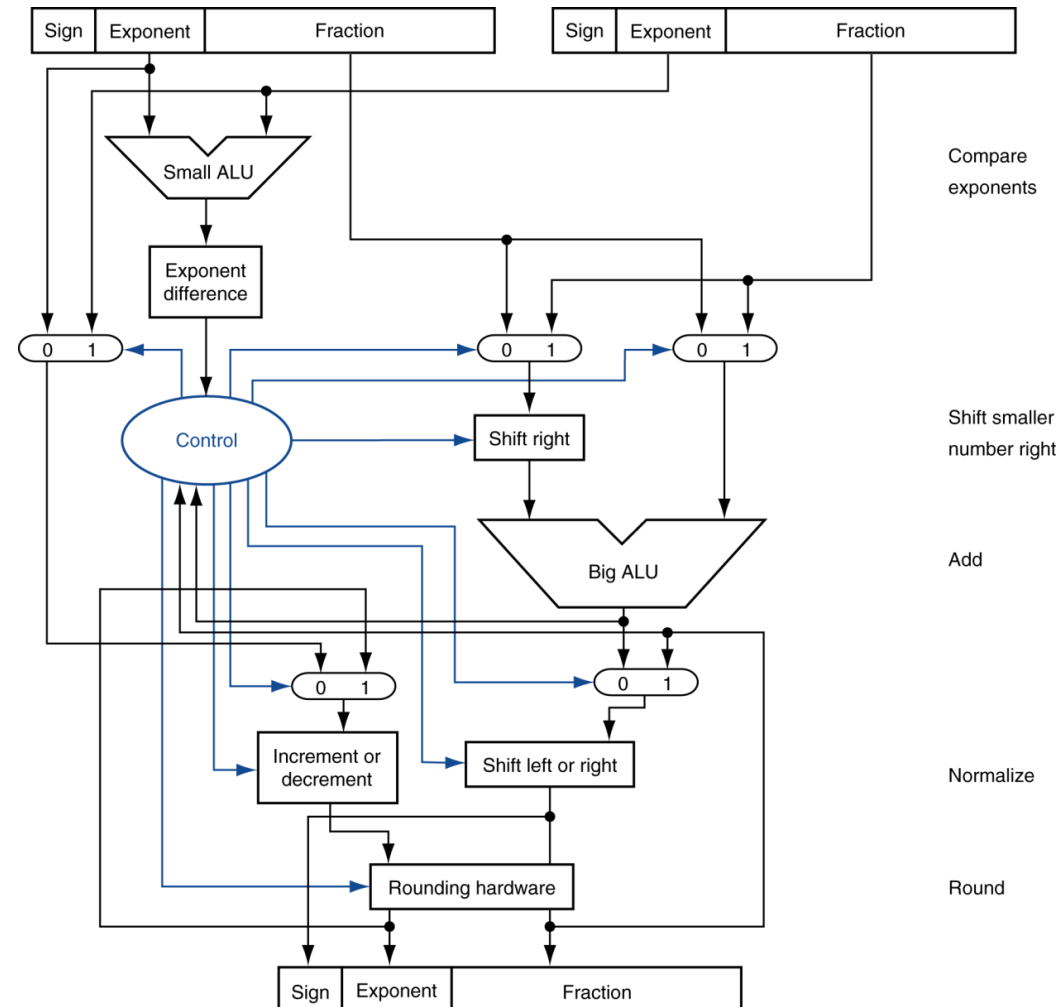 Sign Exponent Fraction
Sign Exponent Fraction
Compare
exponents
Small ALU
Exponent
difference
0 1
0 1
0 1
Control
Shift right
Shift smaller
number right
Big ALU
Add
0 1
0 1
Increment or
decrement
Shift left or right
Normalize
Rounding hardware
Round
Sign Exponent Fraction